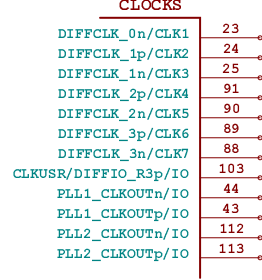 CLOCKS
DIFFCLK_0n/CLK1 23
DIFFCLK_1p/CLK2 24
DIFFCLK_1n/CLK3 25
DIFFCLK_2p/CLK4 91
DIFFCLK_2n/CLK5 90
DIFFCLK_3p/CLK6 89
DIFFCLK_3n/CLK7 88
CLKUSR/DIFFIO_R3p/IO 103
PLL1_CLKOUTn/IO 44
PLL1_CLKOUTp/IO 43
PLL2_CLKOUTn/IO 112
PLL2_CLKOUTp/IO 113